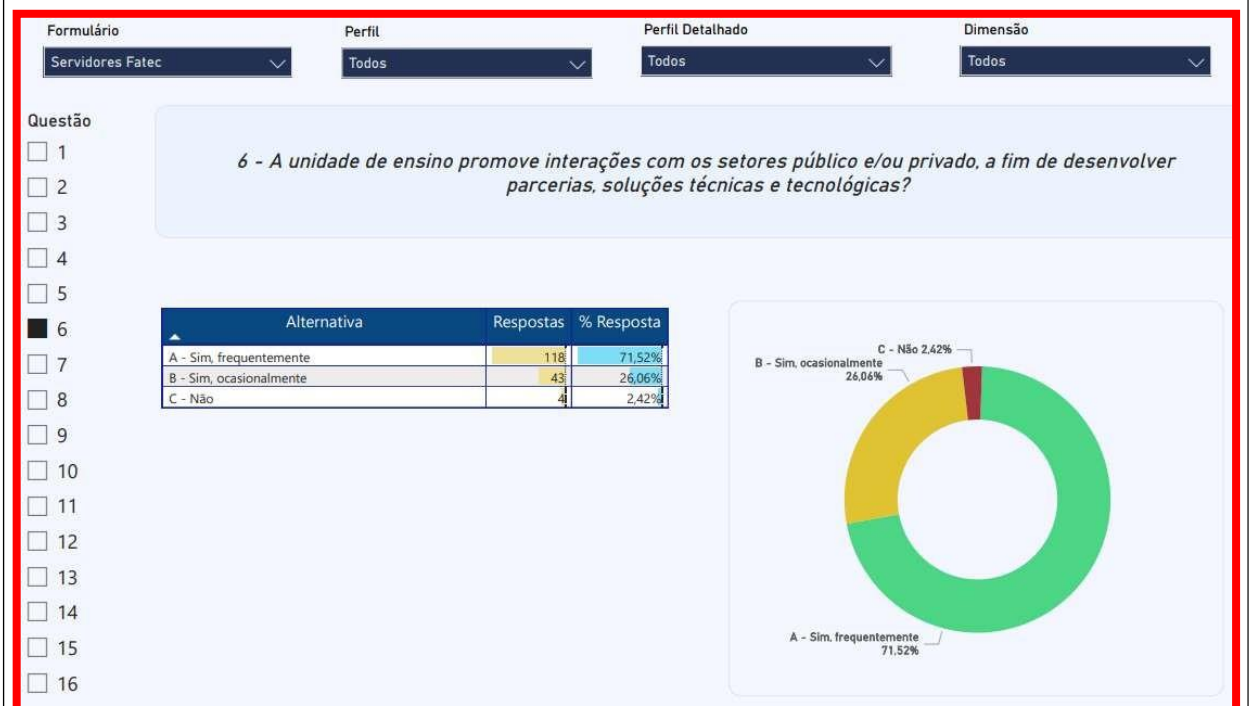 Formulário
Perfil
Perfil Detalhado
Dimensão
Servidores Fatec
Todos
Todos
Todos
Questão
1
2
3
4
5
6
7
8
9
10
11
12
13
14
15
16
6 - A unidade de ensino promove interações com os setores público e/ou privado, a fim de desenvolver
parcerias, soluções técnicas e tecnológicas?
Alternativa Respostas % Resposta
A - Sim, frequentemente 118 71,52%
B - Sim, ocasionalmente 43 26,06%
C - Não 4 2,42%
C - Não 2,42%
B - Sim, ocasionalmente
26,06%
A - Sim, frequentemente
71,52%